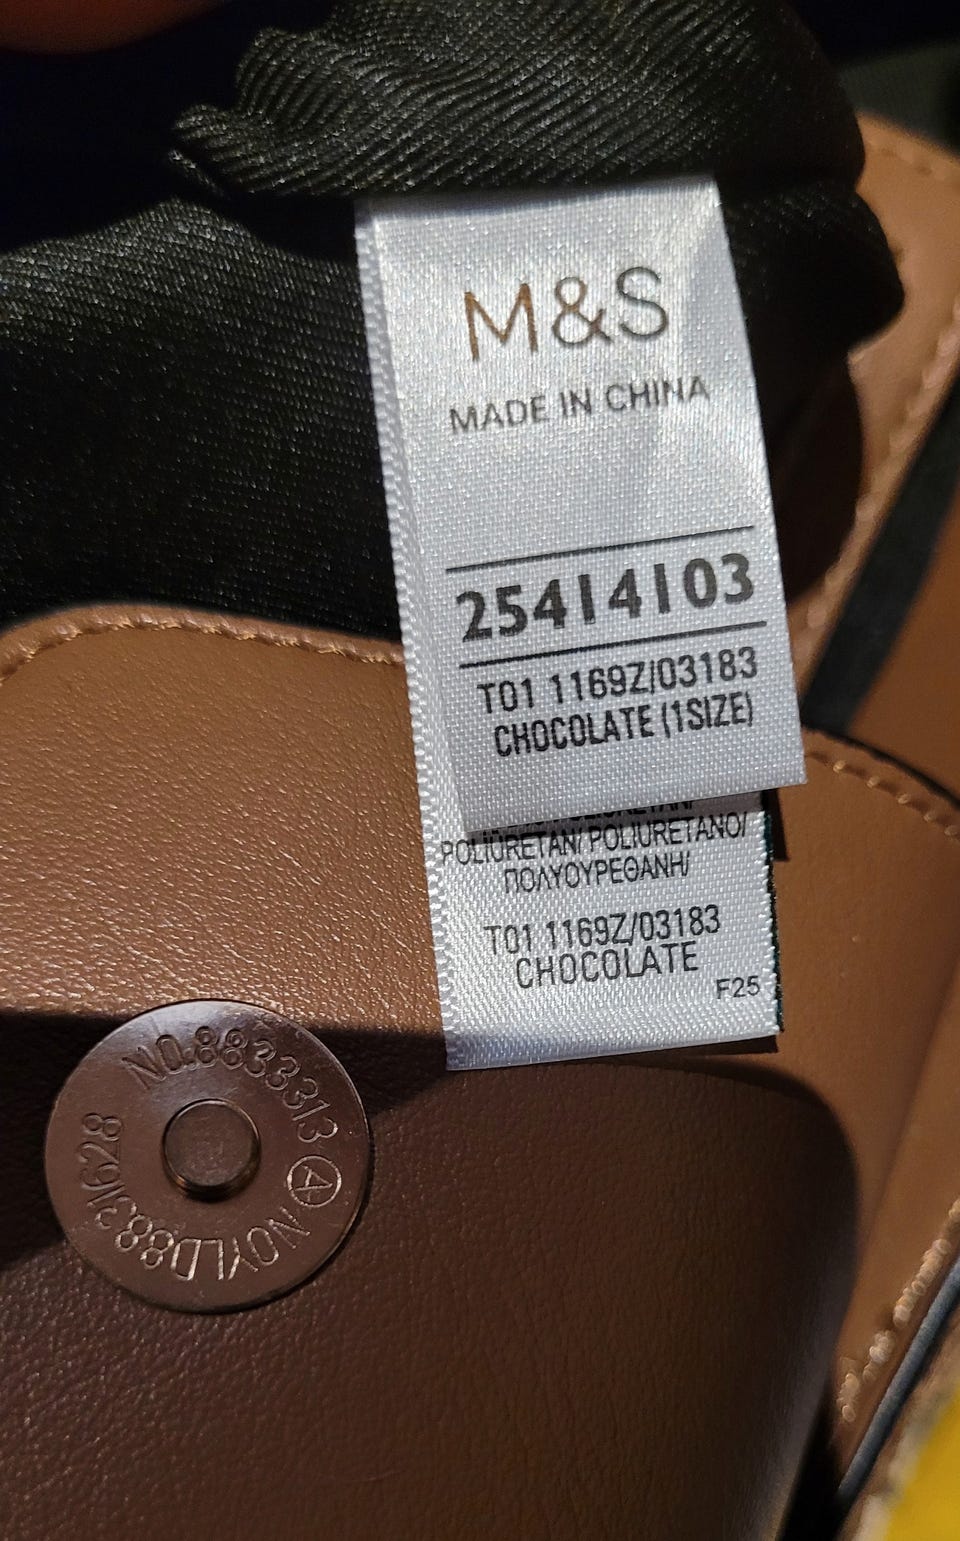 M&S
MADE IN CHINA
25414103
T01 1169Z/03183
CHOCOLATE (1SIZE)
POLIURETAN/ POLIURETANO/
ΠΟΛΥΟΥΡΕΘΑΝΗ/
T01 1169Z/03183
CHOCOLATE
F25
NO.8833313 A NOYLD8831628